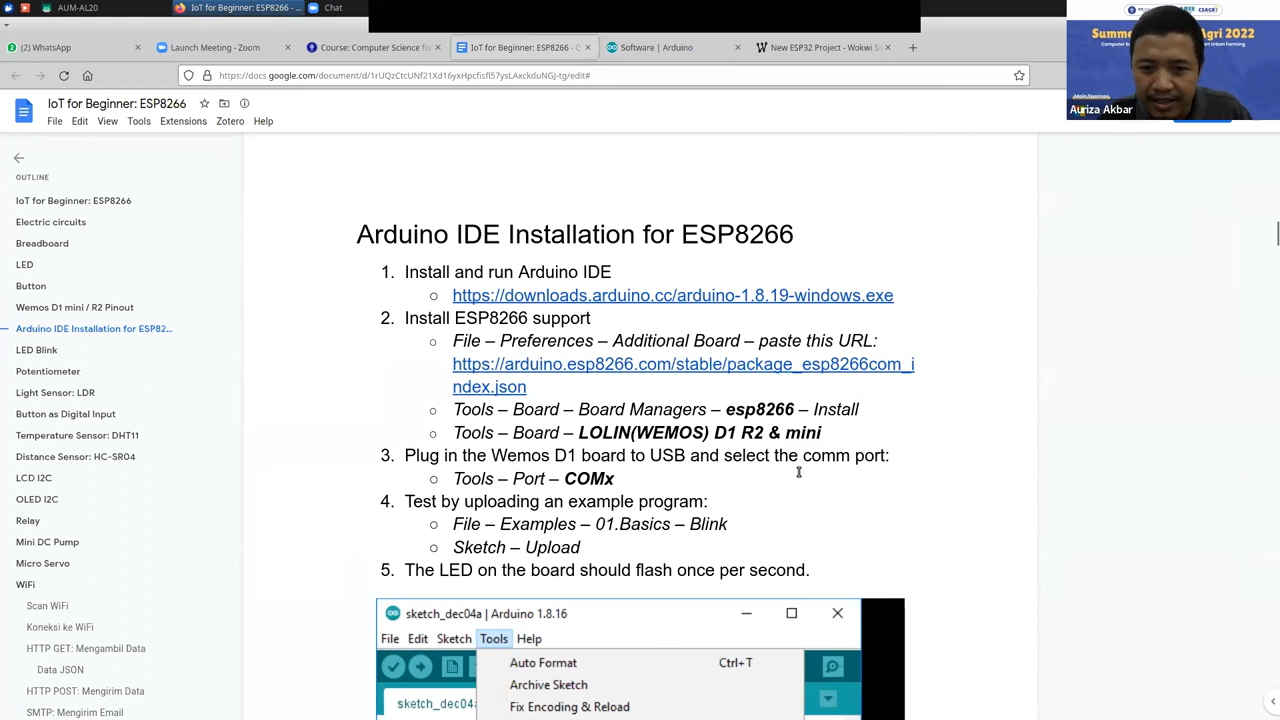 AUM-AL20
IoT for Beginner: ESP8266 - ...
Chat
(2) WhatsApp
Launch Meeting - Zoom
Course: Computer Science fo
IoT for Beginner: ESP8266 - G
Software | Arduino
New ESP32 Project - Wokwi S
https://docs.google.com/document/d/1rUQzCtcUNf21Xd16yxHpcfisfl57ysLAxckduNGJ-tg/edit#
Auriza Akbar
IoT for Beginner: ESP8266
File Edit View Tools Extensions Zotero Help
OUTLINE
IoT for Beginner: ESP8266
Electric circuits
Breadboard
LED
Button
Wemos D1 mini / R2 Pinout
Arduino IDE Installation for ESP82...
LED Blink
Potentiometer
Light Sensor: LDR
Button as Digital Input
Temperature Sensor: DHT11
Distance Sensor: HC-SR04
LCD I2C
OLED I2C
Relay
Mini DC Pump
Micro Servo
WiFi
Scan WiFi
Koneksi ke WiFi
HTTP GET: Mengambil Data
Data JSON
HTTP POST: Mengirim Data
SMTP: Mengirim Email
Arduino IDE Installation for ESP8266
1. Install and run Arduino IDE
○ https://downloads.arduino.cc/arduino-1.8.19-windows.exe
2. Install ESP8266 support
○ File – Preferences – Additional Board – paste this URL:
https://arduino.esp8266.com/stable/package_esp8266com_i
ndex.json
○ Tools – Board – Board Managers – esp8266 – Install
○ Tools – Board – LOLIN(WEMOS) D1 R2 & mini
3. Plug in the Wemos D1 board to USB and select the comm port:
○ Tools – Port – COMx
4. Test by uploading an example program:
○ File – Examples – 01.Basics – Blink
○ Sketch – Upload
5. The LED on the board should flash once per second.
sketch_dec04a | Arduino 1.8.16
File Edit Sketch Tools Help
Auto Format Ctrl+T
Archive Sketch
sketch_dec04a
Fix Encoding & Reload